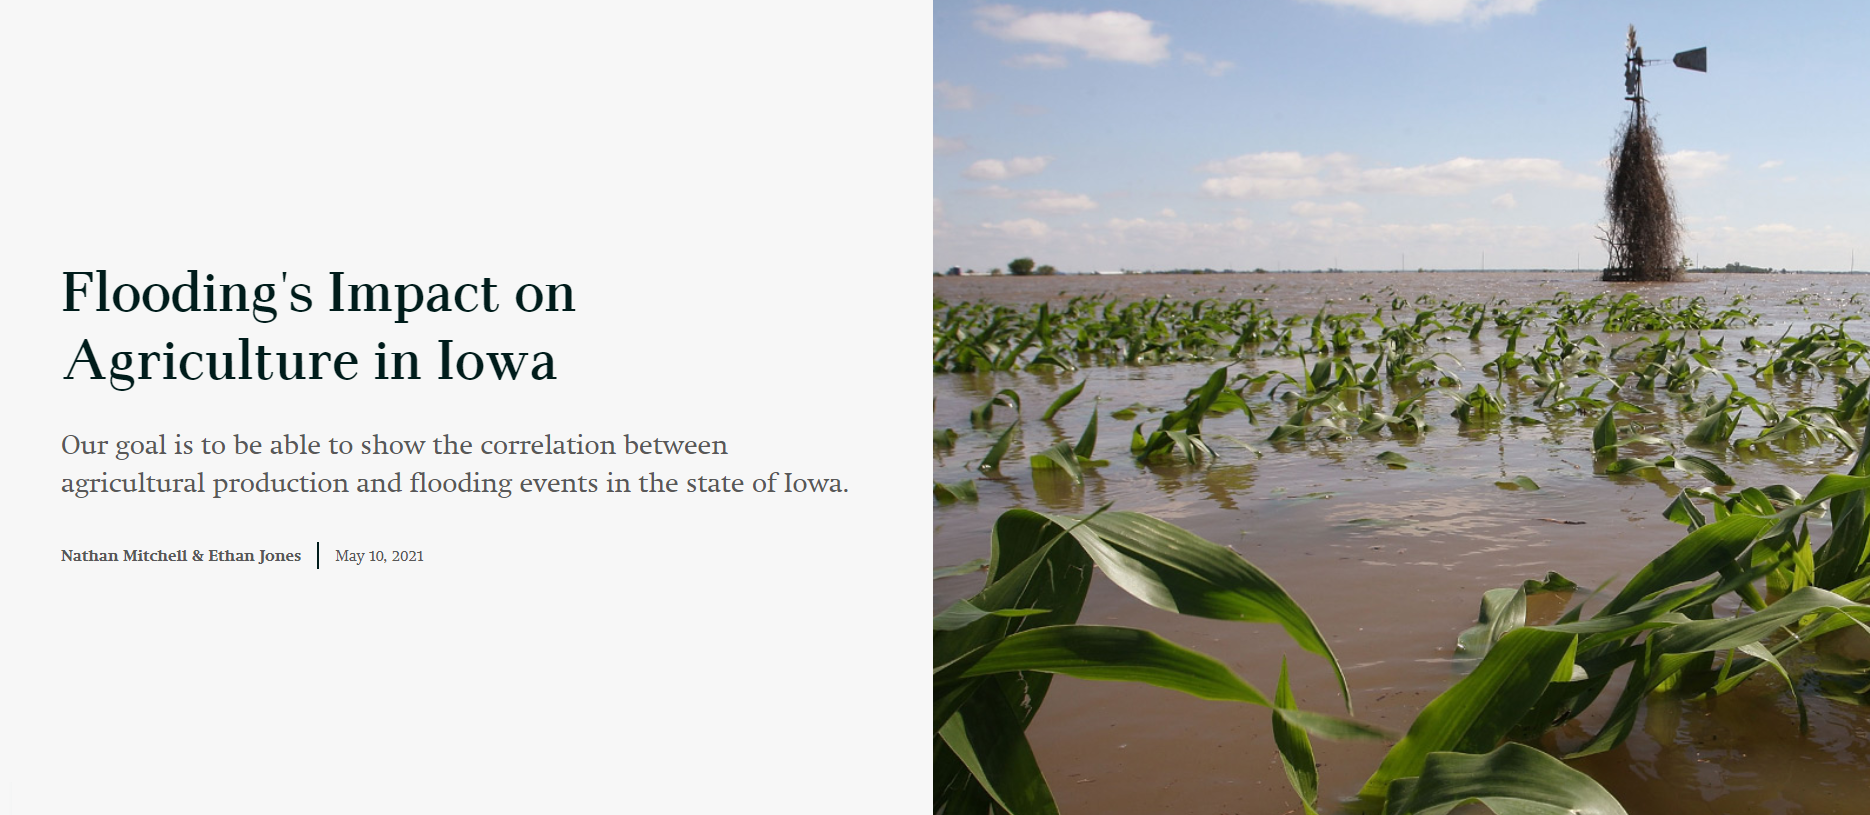 Flooding's Impact on
Agriculture in Iowa
Our goal is to be able to show the correlation between
agricultural production and flooding events in the state of Iowa.
Nathan Mitchell & Ethan Jones | May 10, 2021